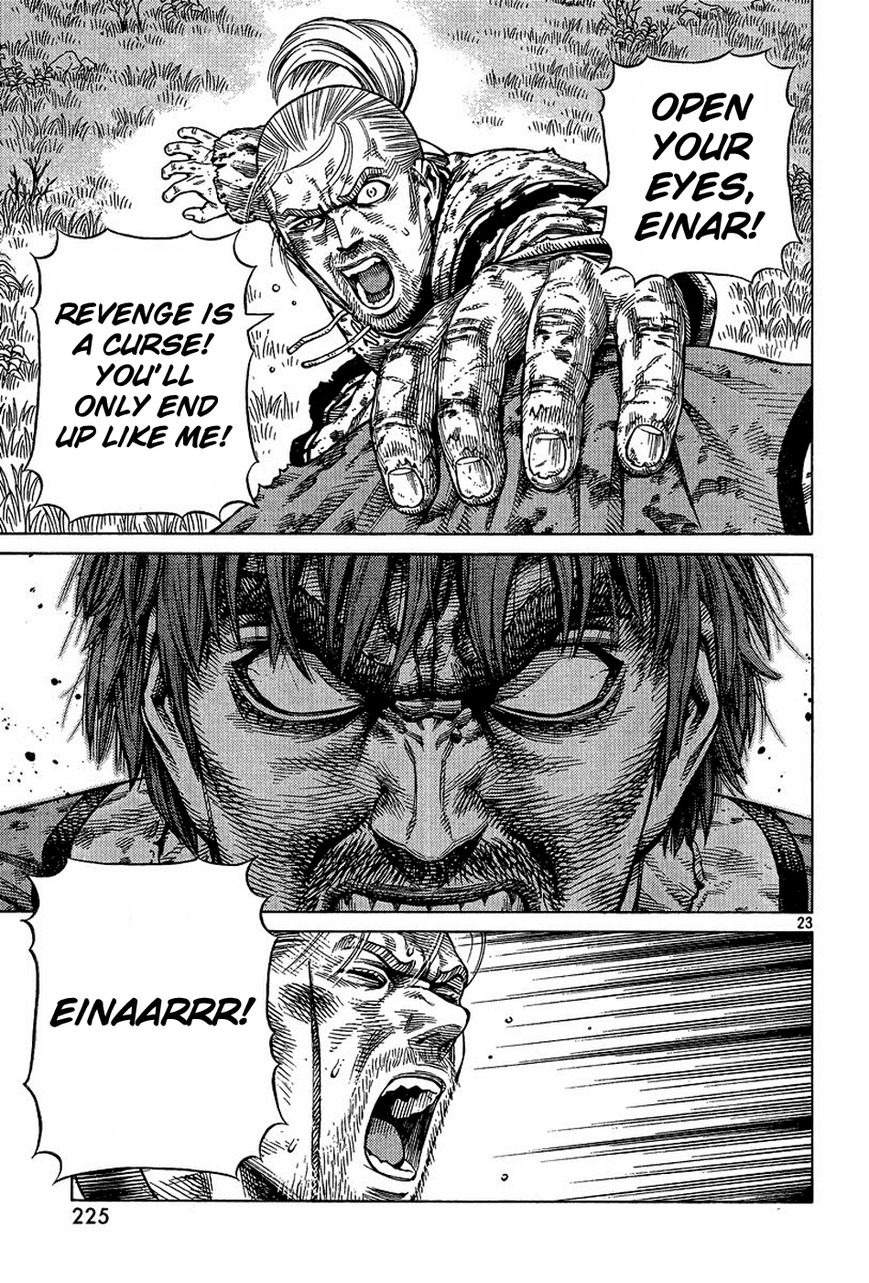 OPEN
YOUR
EYES,
EINAR!
REVENGE IS
A CURSE!
YOU'LL
ONLY END
UP LIKE ME!
23
EINAARRR!
225